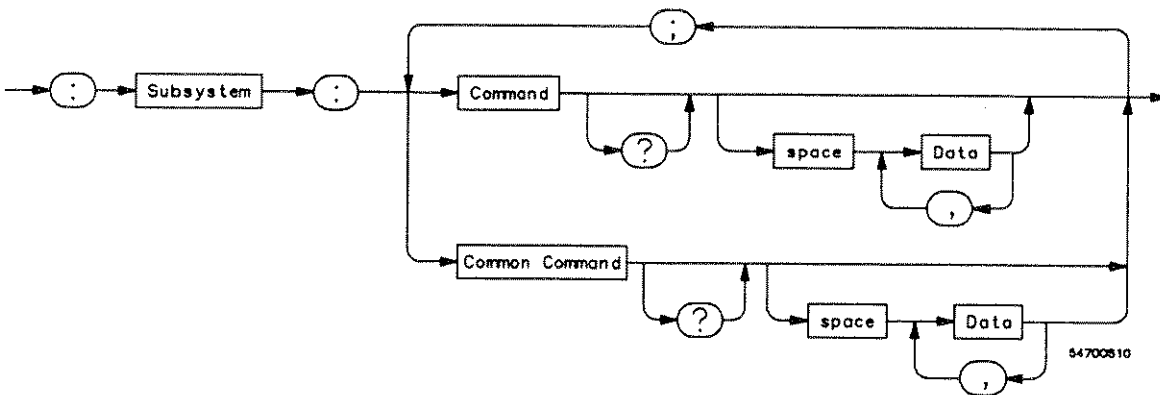 ;
: Subsystem : Command
?
space Data
,
Common Command
?
space Data
,
54700S10